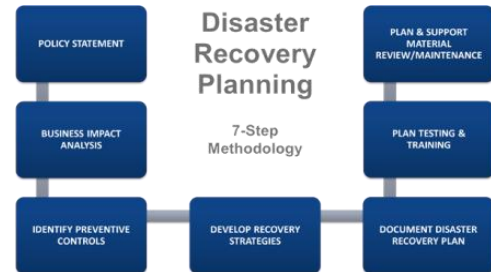 Disaster
Recovery
Planning
7-Step
Methodology
POLICY STATEMENT
BUSINESS IMPACT
ANALYSIS
IDENTIFY PREVENTIVE
CONTROLS
DEVELOP RECOVERY
STRATEGIES
DOCUMENT DISASTER
RECOVERY PLAN
PLAN TESTING &
TRAINING
PLAN & SUPPORT
MATERIAL
REVIEW/MAINTENANCE